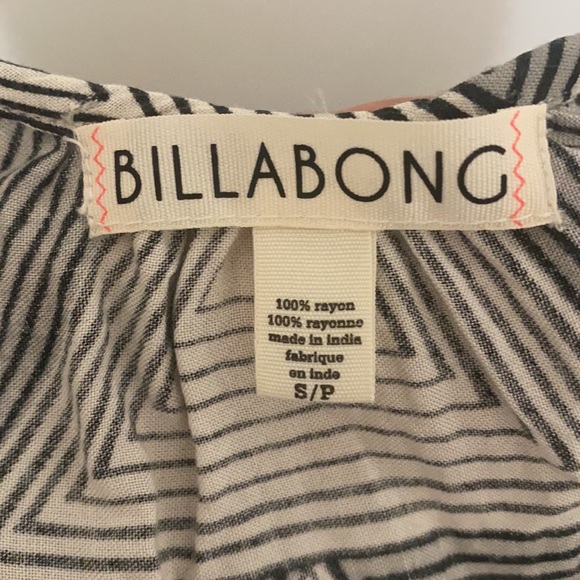 BILLABONG
100% rayon
100% rayonne
made in india
fabrique
en inde
S/P